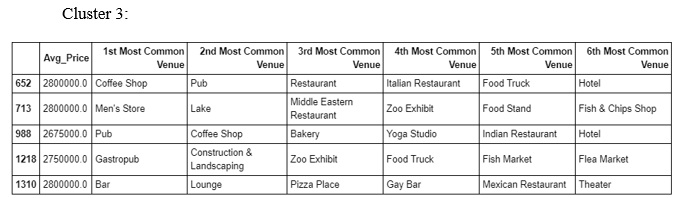 Cluster 3:
Avg_Price 1st Most Common Venue 2nd Most Common Venue 3rd Most Common Venue 4th Most Common Venue 5th Most Common Venue 6th Most Common Venue
652 2800000.0 Coffee Shop Pub Restaurant Italian Restaurant Food Truck Hotel
713 2800000.0 Men's Store Lake Middle Eastern Restaurant Zoo Exhibit Food Stand Fish & Chips Shop
988 2675000.0 Pub Coffee Shop Bakery Yoga Studio Indian Restaurant Hotel
1218 2750000.0 Gastropub Construction & Landscaping Zoo Exhibit Food Truck Fish Market Flea Market
1310 2800000.0 Bar Lounge Pizza Place Gay Bar Mexican Restaurant Theater